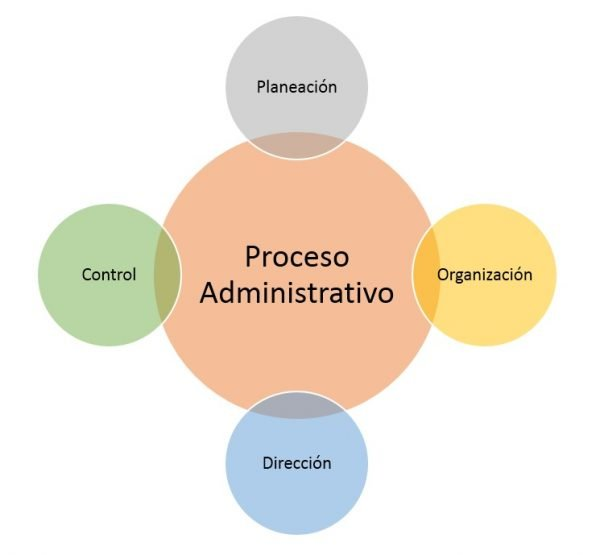 Planeación
Control
Proceso
Administrativo
Organización
Dirección